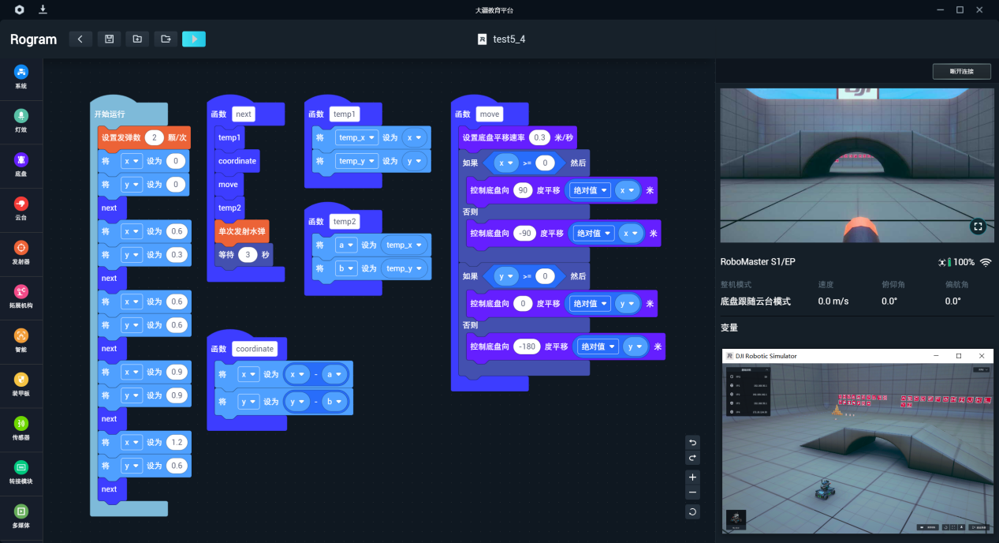 大疆教育平台
Rogram
test5_4
系统
灯效
底盘
云台
发射器
拓展机构
智能
装甲板
传感器
转接模块
多媒体
开始运行
设置发弹数 2 颗/次
将 x 设为 0
将 y 设为 0
next
将 x 设为 0.6
将 y 设为 0.3
next
将 x 设为 0.6
将 y 设为 0.6
next
将 x 设为 0.9
将 y 设为 0.9
next
将 x 设为 1.2
将 y 设为 0.6
next
函数 next
temp1
coordinate
move
temp2
单次发射水弹
等待 3 秒
函数 coordinate
将 x 设为 x - a
将 y 设为 y - b
函数 temp1
将 temp_x 设为 x
将 temp_y 设为 y
函数 temp2
将 a 设为 temp_x
将 b 设为 temp_y
函数 move
设置底盘平移速率 0.3 米/秒
如果 x >= 0 然后
控制底盘向 90 度平移 绝对值 x 米
否则
控制底盘向 -90 度平移 绝对值 x 米
如果 y >= 0 然后
控制底盘向 0 度平移 绝对值 y 米
否则
控制底盘向 -180 度平移 绝对值 y 米
断开连接
RoboMaster S1/EP
100%
整机模式 速度 俯仰角 偏航角
底盘跟随云台模式 0.0 m/s 0.0° 0.0°
变量
DJI Robotic Simulator